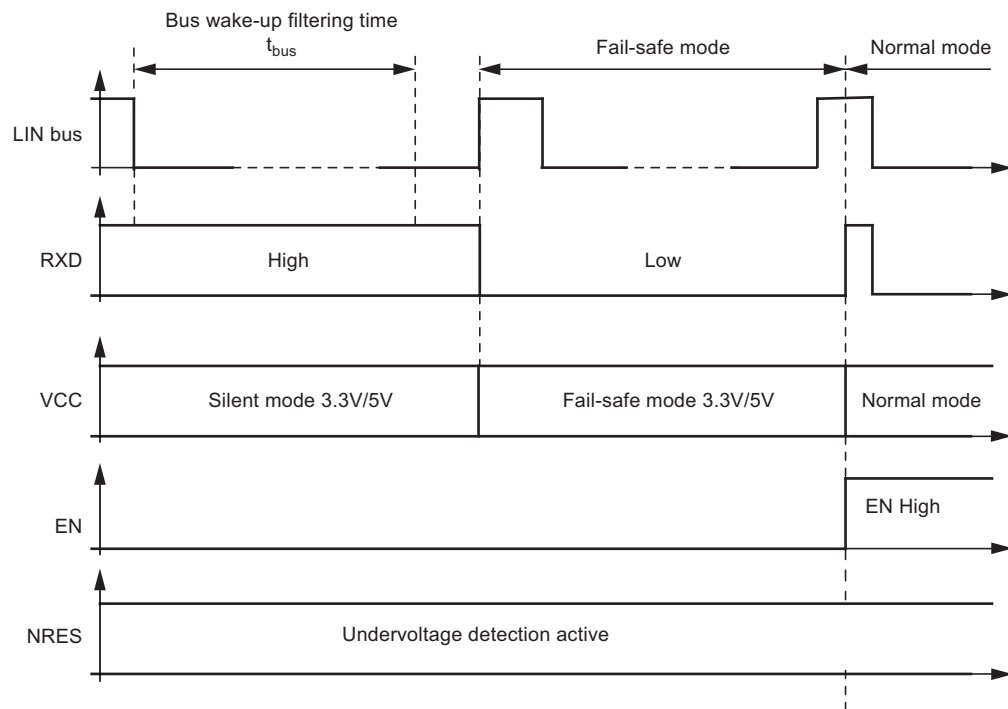 Bus wake-up filtering time
tbus
Fail-safe mode
Normal mode
LIN bus
RXD
High
Low
VCC
Silent mode 3.3V/5V
Fail-safe mode 3.3V/5V
Normal mode
EN
EN High
NRES
Undervoltage detection active